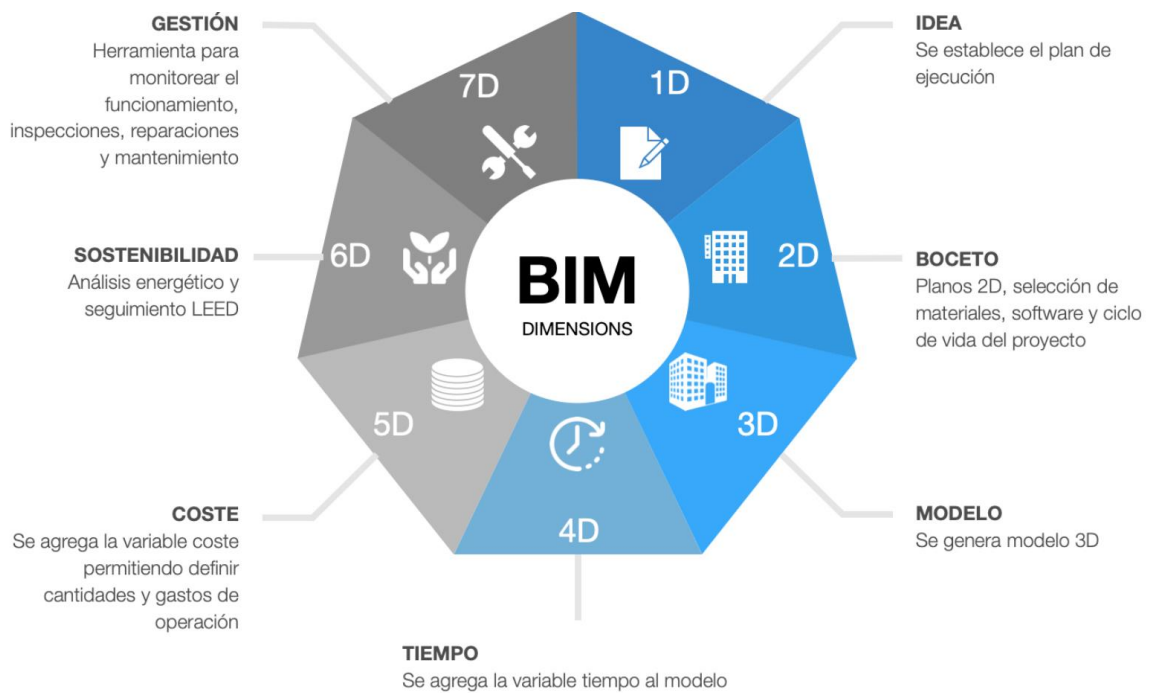 GESTIÓN
Herramienta para
monitorear el
funcionamiento,
inspecciones, reparaciones
y mantenimiento
7D
1D
IDEA
Se establece el plan de
ejecución
SOSTENIBILIDAD
Análisis energético y
seguimiento LEED
6D
BIM
DIMENSIONS
2D
BOCETO
Planos 2D, selección de
materiales, software y ciclo
de vida del proyecto
5D
3D
COSTE
Se agrega la variable coste
permitiendo definir
cantidades y gastos de
operación
4D
MODELO
Se genera modelo 3D
TIEMPO
Se agrega la variable tiempo al modelo